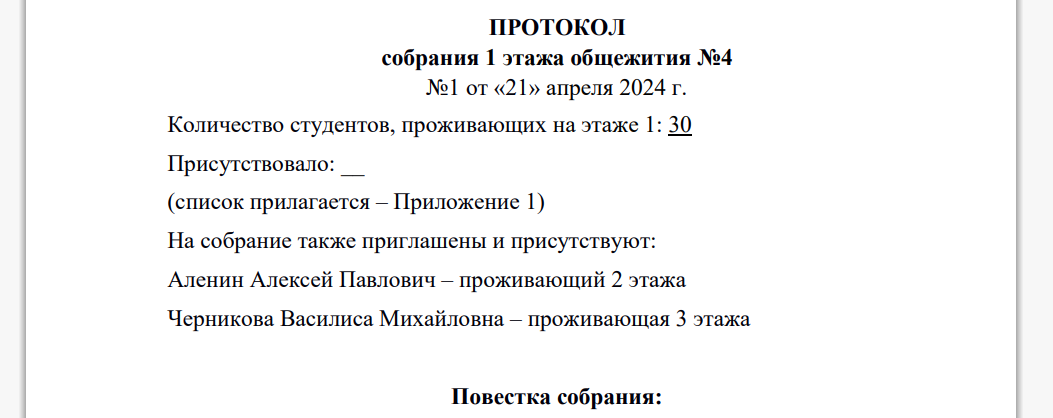 ПРОТОКОЛ
собрания 1 этажа общежития №4
№1 от «21» апреля 2024 г.
Количество студентов, проживающих на этаже 1: 30
Присутствовало: __
(список прилагается – Приложение 1)
На собрание также приглашены и присутствуют:
Аленин Алексей Павлович – проживающий 2 этажа
Черникова Василиса Михайловна – проживающая 3 этажа
Повестка собрания: